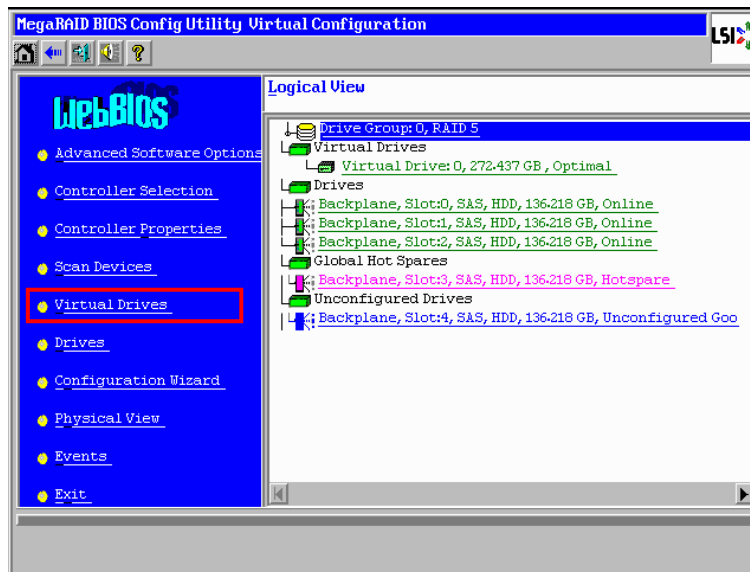 MegaRAID BIOS Config Utility Virtual Configuration
LSI
WebBIOS
Advanced Software Options
Controller Selection
Controller Properties
Scan Devices
Virtual Drives
Drives
Configuration Wizard
Physical View
Events
Exit
Logical View
Drive Group: 0, RAID 5
Virtual Drives
Virtual Drive: 0, 272.437 GB , Optimal
Drives
Backplane, Slot:0, SAS, HDD, 136.218 GB, Online
Backplane, Slot:1, SAS, HDD, 136.218 GB, Online
Backplane, Slot:2, SAS, HDD, 136.218 GB, Online
Global Hot Spares
Backplane, Slot:3, SAS, HDD, 136.218 GB, Hotspare
Unconfigured Drives
Backplane, Slot:4, SAS, HDD, 136.218 GB, Unconfigured Goo